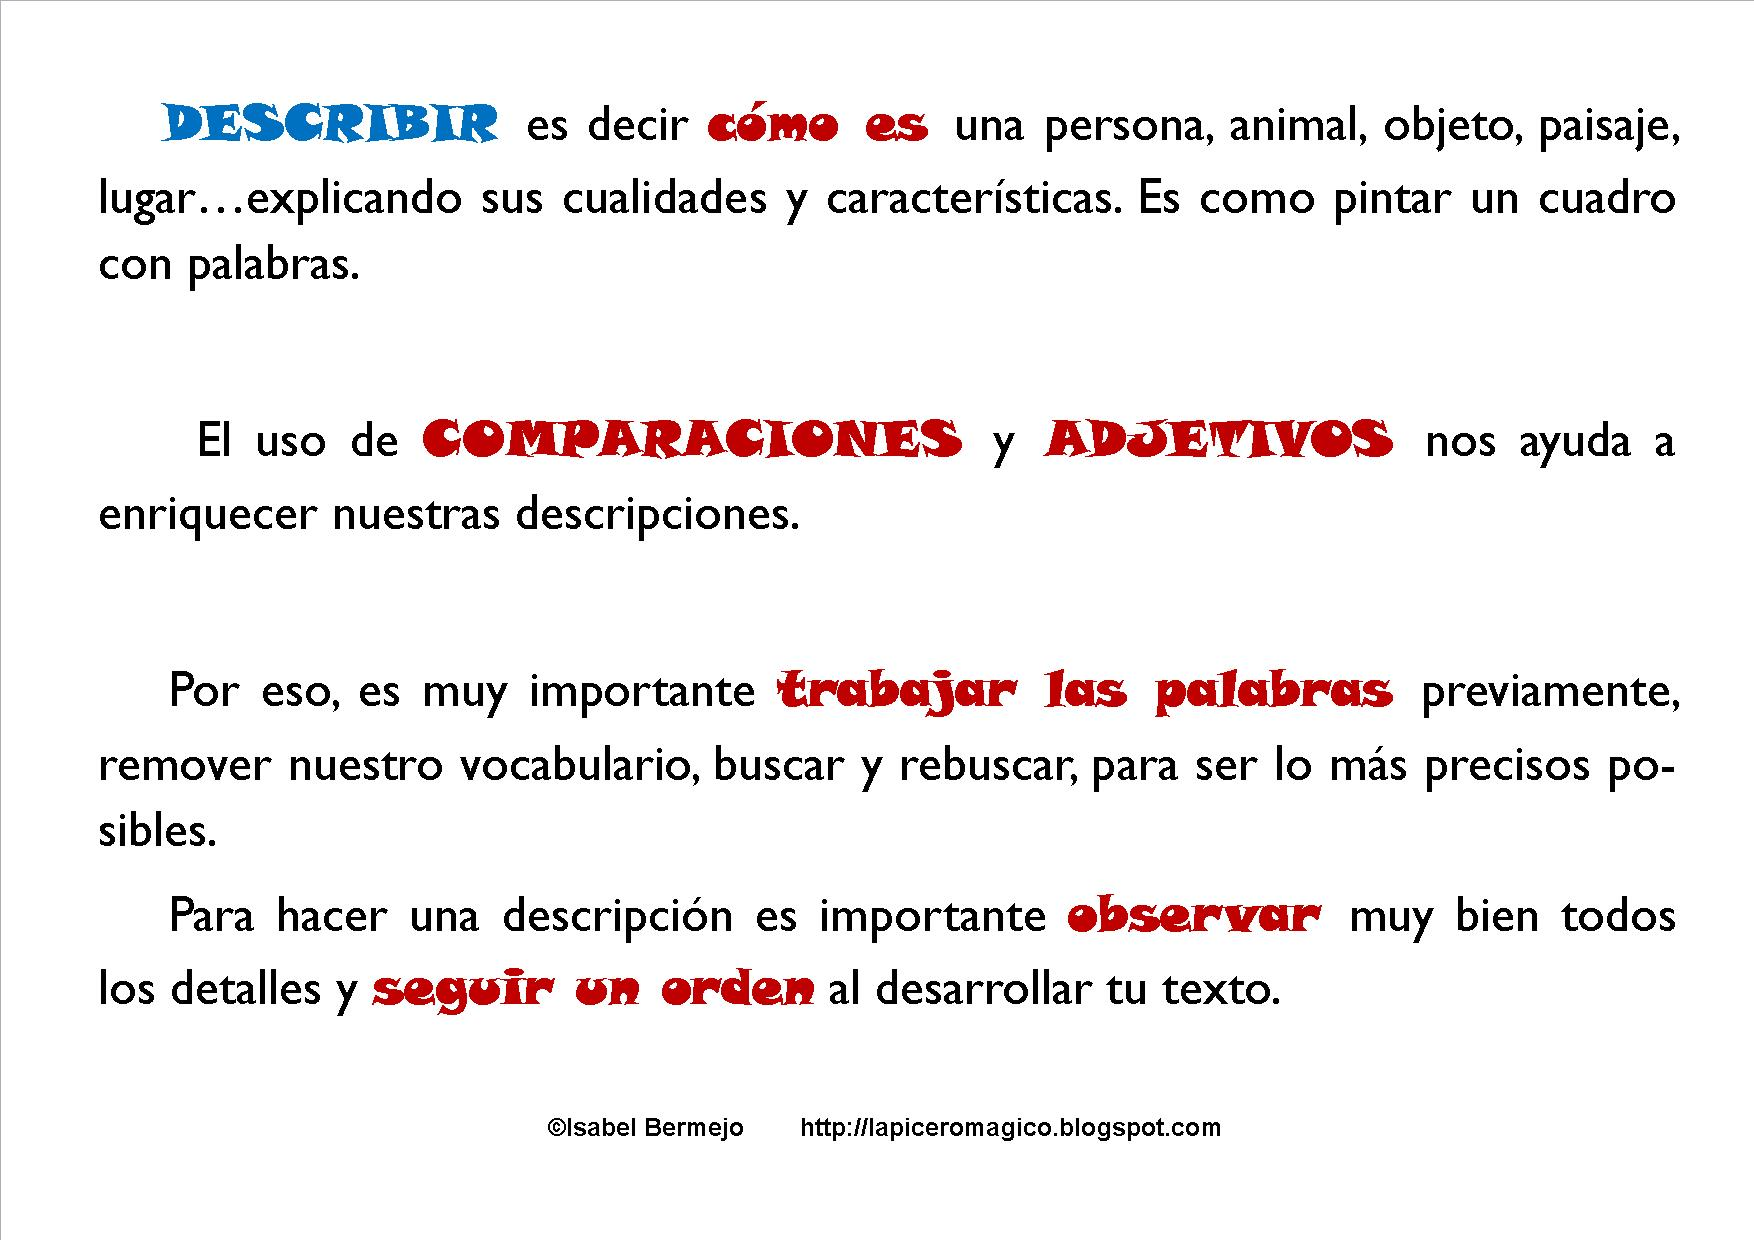 DESCRIBIR es decir cómo es una persona, animal, objeto, paisaje,
lugar…explicando sus cualidades y características. Es como pintar un cuadro
con palabras.
El uso de COMPARACIONES y ADJETIVOS nos ayuda a
enriquecer nuestras descripciones.
Por eso, es muy importante trabajar las palabras previamente,
remover nuestro vocabulario, buscar y rebuscar, para ser lo más precisos po-
sibles.
Para hacer una descripción es importante observar muy bien todos
los detalles y seguir un orden al desarrollar tu texto.
©Isabel Bermejo http://lapiceromagico.blogspot.com